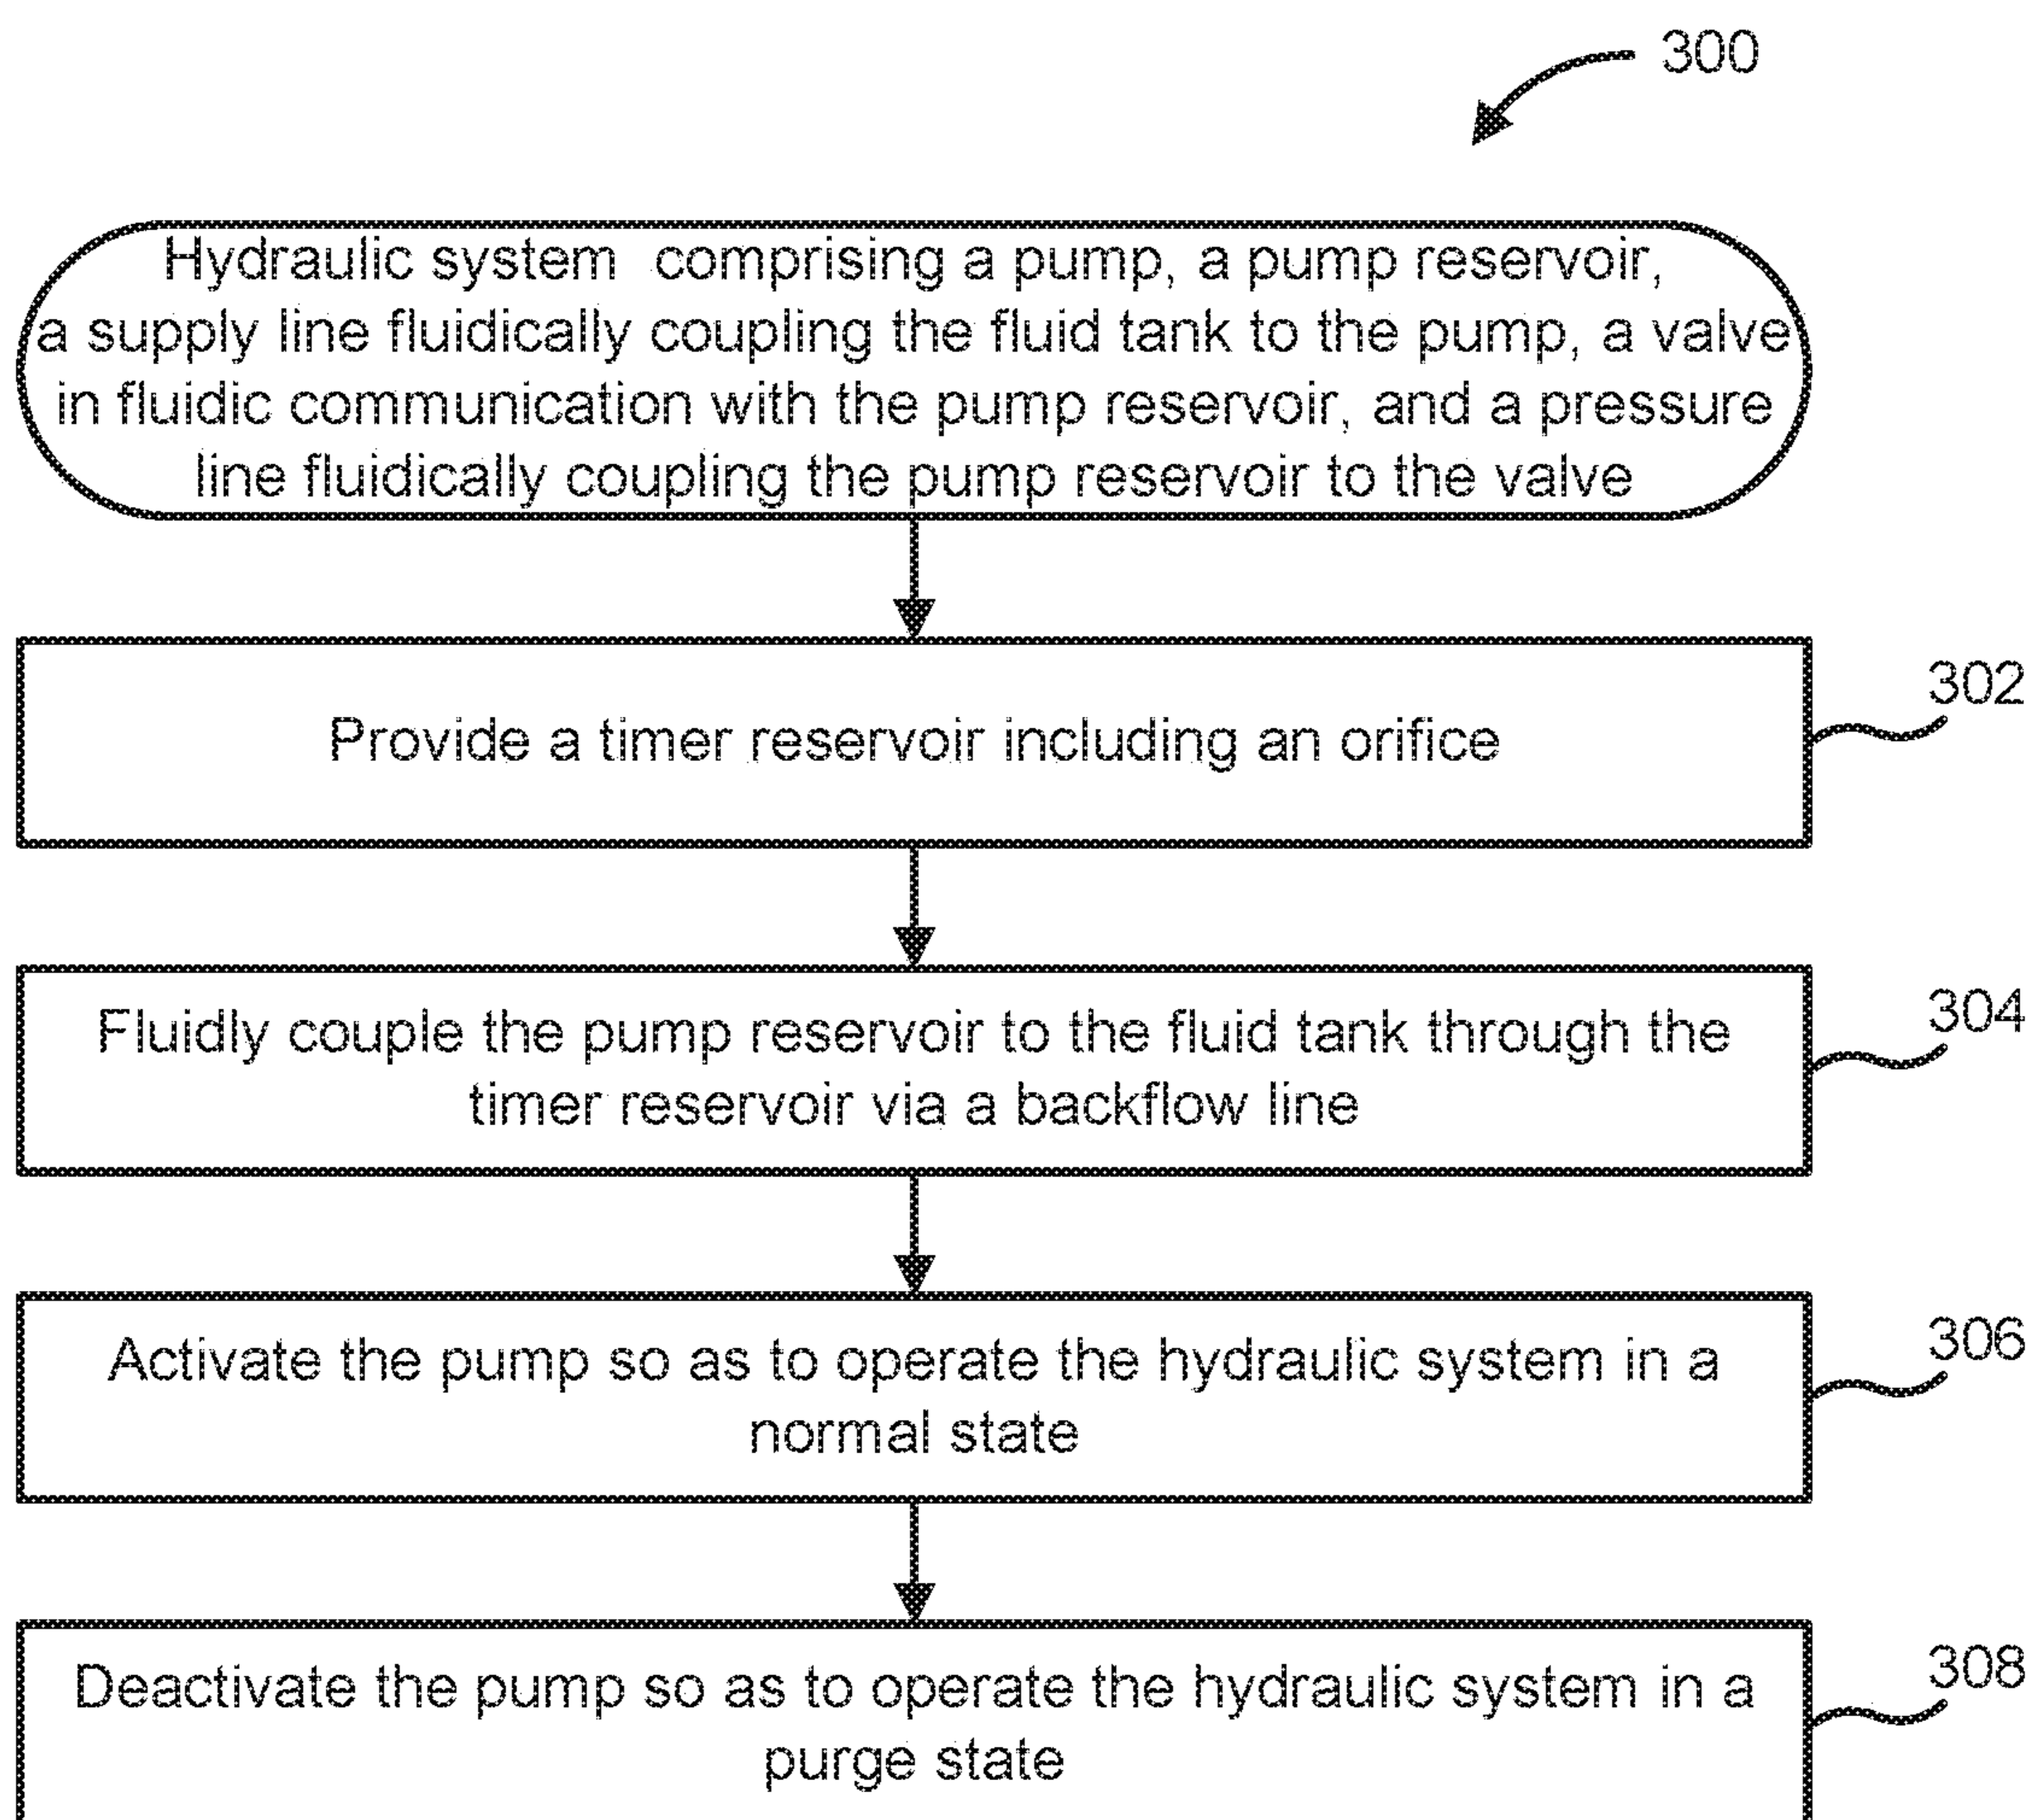 300
Hydraulic system comprising a pump, a pump reservoir,
a supply line fluidically coupling the fluid tank to the pump, a valve
in fluidic communication with the pump reservoir, and a pressure
line fluidically coupling the pump reservoir to the valve
302
Provide a timer reservoir including an orifice
304
Fluidly couple the pump reservoir to the fluid tank through the
timer reservoir via a backflow line
306
Activate the pump so as to operate the hydraulic system in a
normal state
308
Deactivate the pump so as to operate the hydraulic system in a
purge state